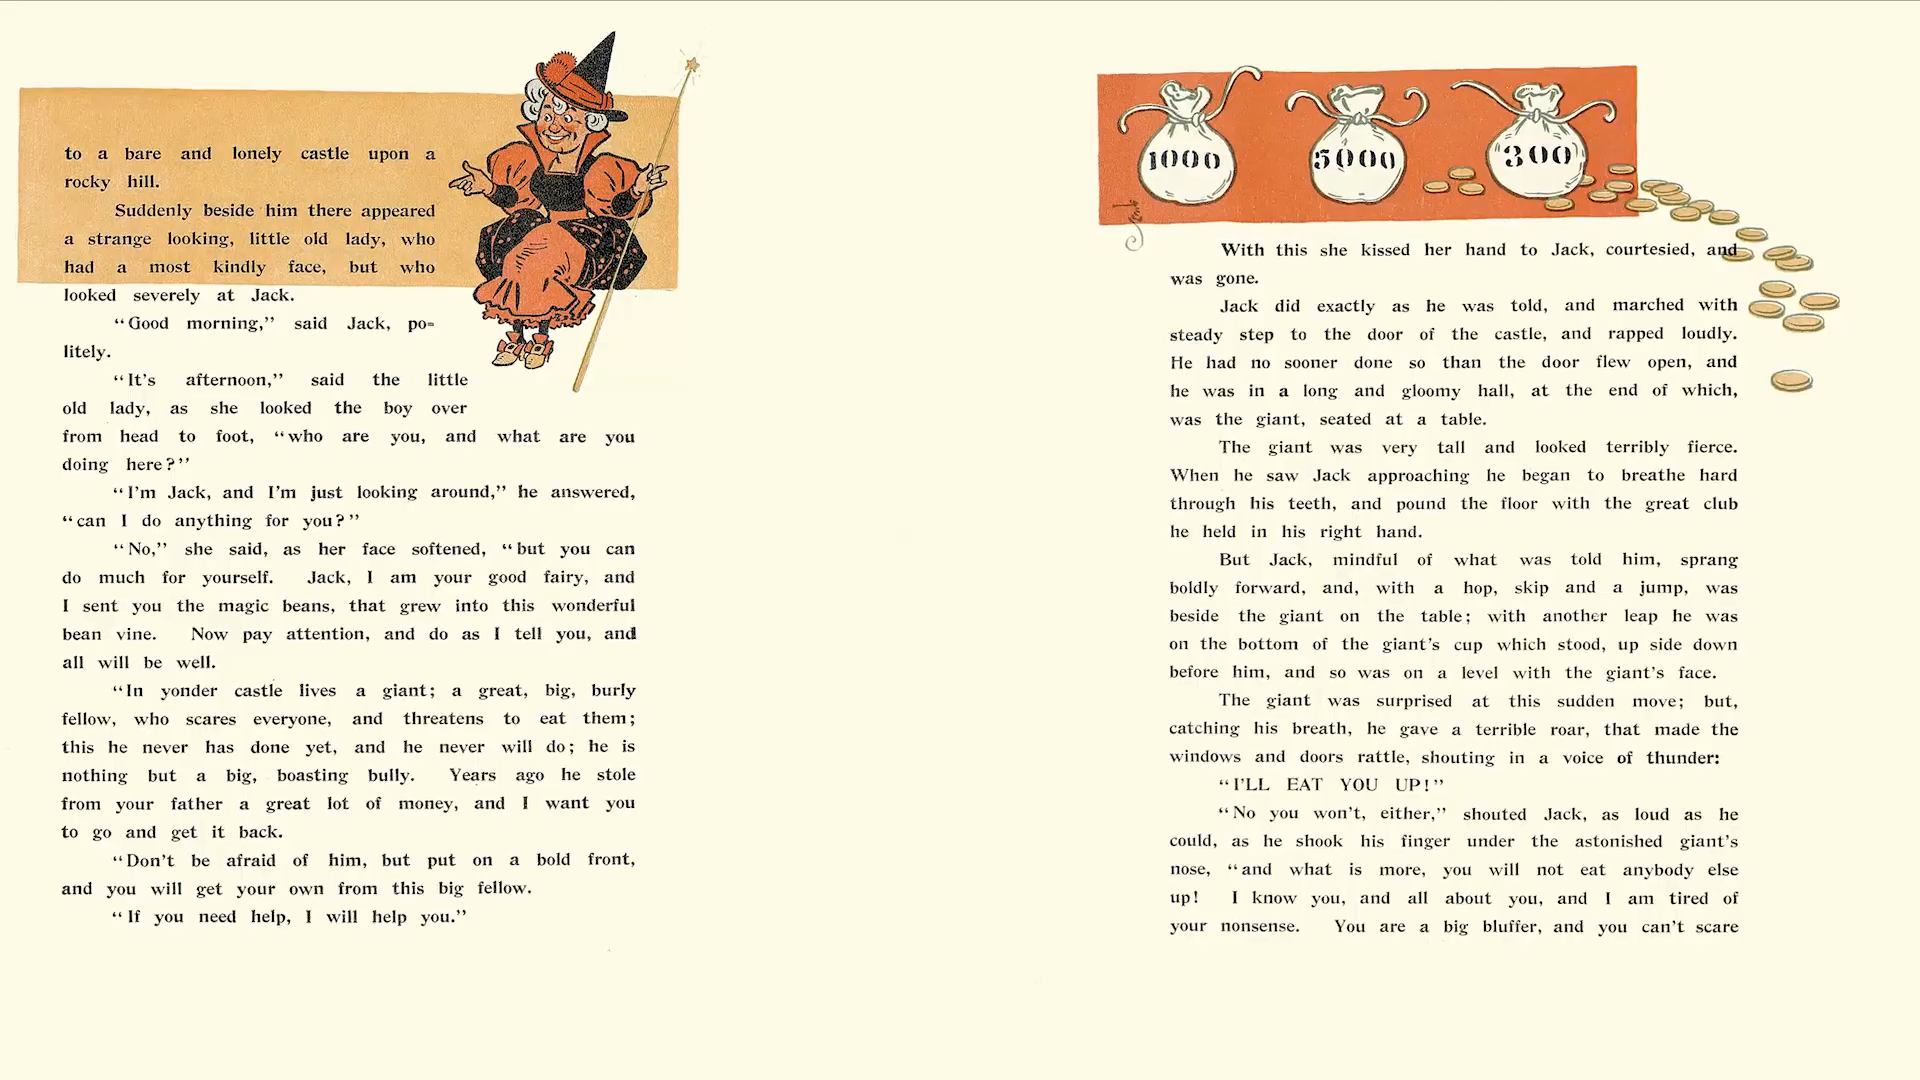 to a bare and lonely castle upon a
rocky hill.
Suddenly beside him there appeared
a strange looking, little old lady, who
had a most kindly face, but who
looked severely at Jack.
“Good morning,” said Jack, po=
litely.
“It’s afternoon,” said the little
old lady, as she looked the boy over
from head to foot, “who are you, and what are you
doing here?”
“I’m Jack, and I’m just looking around,” he answered,
“can I do anything for you?”
“No,” she said, as her face softened, “but you can
do much for yourself. Jack, I am your good fairy, and
I sent you the magic beans, that grew into this wonderful
bean vine. Now pay attention, and do as I tell you, and
all will be well.
“In yonder castle lives a giant; a great, big, burly
fellow, who scares everyone, and threatens to eat them;
this he never has done yet, and he never will do; he is
nothing but a big, boasting bully. Years ago he stole
from your father a great lot of money, and I want you
to go and get it back.
“Don’t be afraid of him, but put on a bold front,
and you will get your own from this big fellow.
“If you need help, I will help you.”
1000 5000 300
With this she kissed her hand to Jack, courtesied, and
was gone.
Jack did exactly as he was told, and marched with
steady step to the door of the castle, and rapped loudly.
He had no sooner done so than the door flew open, and
he was in a long and gloomy hall, at the end of which,
was the giant, seated at a table.
The giant was very tall and looked terribly fierce.
When he saw Jack approaching he began to breathe hard
through his teeth, and pound the floor with the great club
he held in his right hand.
But Jack, mindful of what was told him, sprang
boldly forward, and, with a hop, skip and a jump, was
beside the giant on the table; with another leap he was
on the bottom of the giant’s cup which stood, up side down
before him, and so was on a level with the giant’s face.
The giant was surprised at this sudden move; but,
catching his breath, he gave a terrible roar, that made the
windows and doors rattle, shouting in a voice of thunder:
“I’LL EAT YOU UP!”
“No you won’t, either,” shouted Jack, as loud as he
could, as he shook his finger under the astonished giant’s
nose, “and what is more, you will not eat anybody else
up! I know you, and all about you, and I am tired of
your nonsense. You are a big bluffer, and you can’t scare